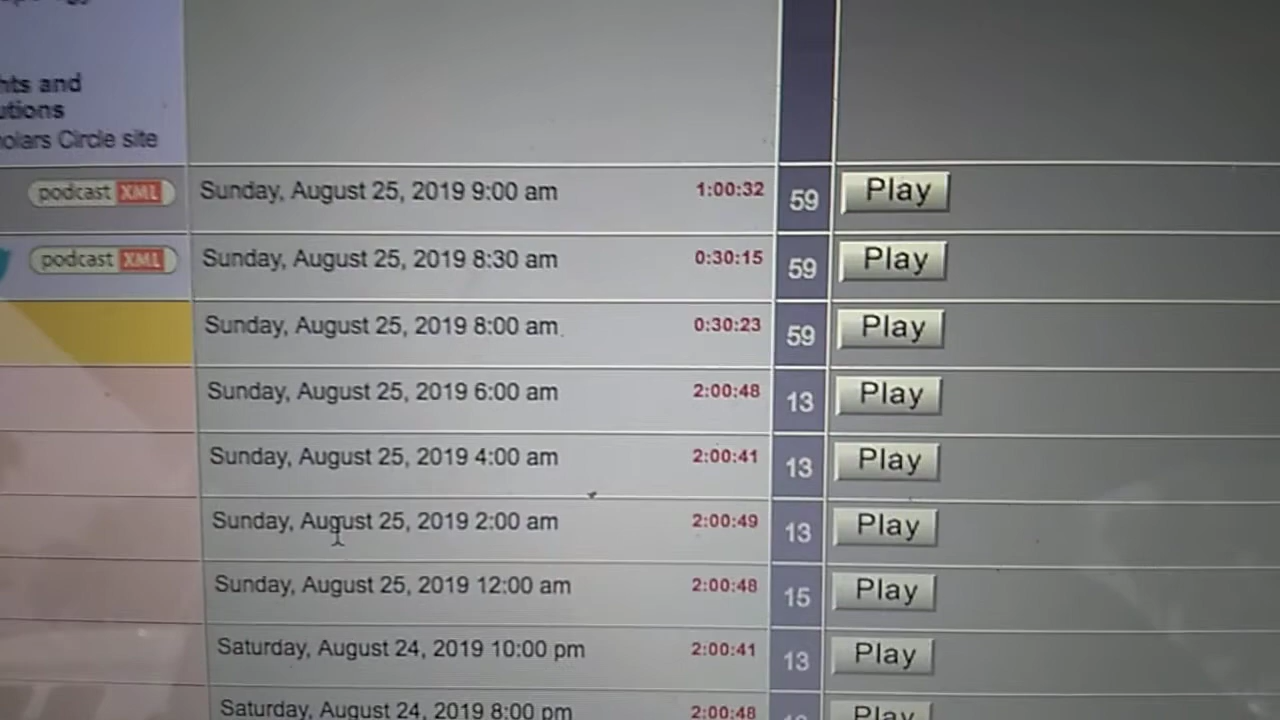 hts and
utions
olars Circle site
podcast XML Sunday, August 25, 2019 9:00 am 1:00:32 59 Play
podcast XML Sunday, August 25, 2019 8:30 am 0:30:15 59 Play
Sunday, August 25, 2019 8:00 am 0:30:23 59 Play
Sunday, August 25, 2019 6:00 am 2:00:48 13 Play
Sunday, August 25, 2019 4:00 am 2:00:41 13 Play
Sunday, August 25, 2019 2:00 am 2:00:49 13 Play
Sunday, August 25, 2019 12:00 am 2:00:48 15 Play
Saturday, August 24, 2019 10:00 pm 2:00:41 13 Play
Saturday, August 24, 2019 8:00 pm 2:00:48 Play